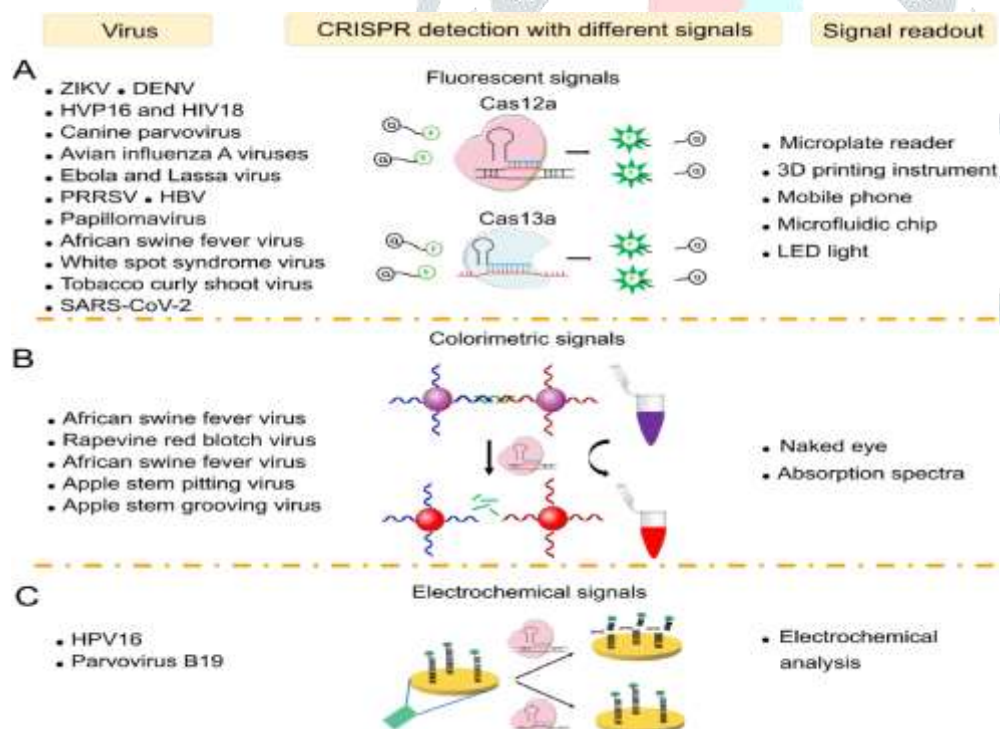 Virus
CRISPR detection with different signals
Signal readout
A
Fluorescent signals
• ZIKV • DENV
• HVP16 and HIV18
• Canine parvovirus
• Avian influenza A viruses
• Ebola and Lassa virus
• PRRSV • HBV
• Papillomavirus
• African swine fever virus
• White spot syndrome virus
• Tobacco curly shoot virus
• SARS-CoV-2
Cas12a
Cas13a
• Microplate reader
• 3D printing instrument
• Mobile phone
• Microfluidic chip
• LED light
B
Colorimetric signals
• African swine fever virus
• Rapevine red blotch virus
• African swine fever virus
• Apple stem pitting virus
• Apple stem grooving virus
• Naked eye
• Absorption spectra
C
Electrochemical signals
• HPV16
• Parvovirus B19
• Electrochemical
analysis